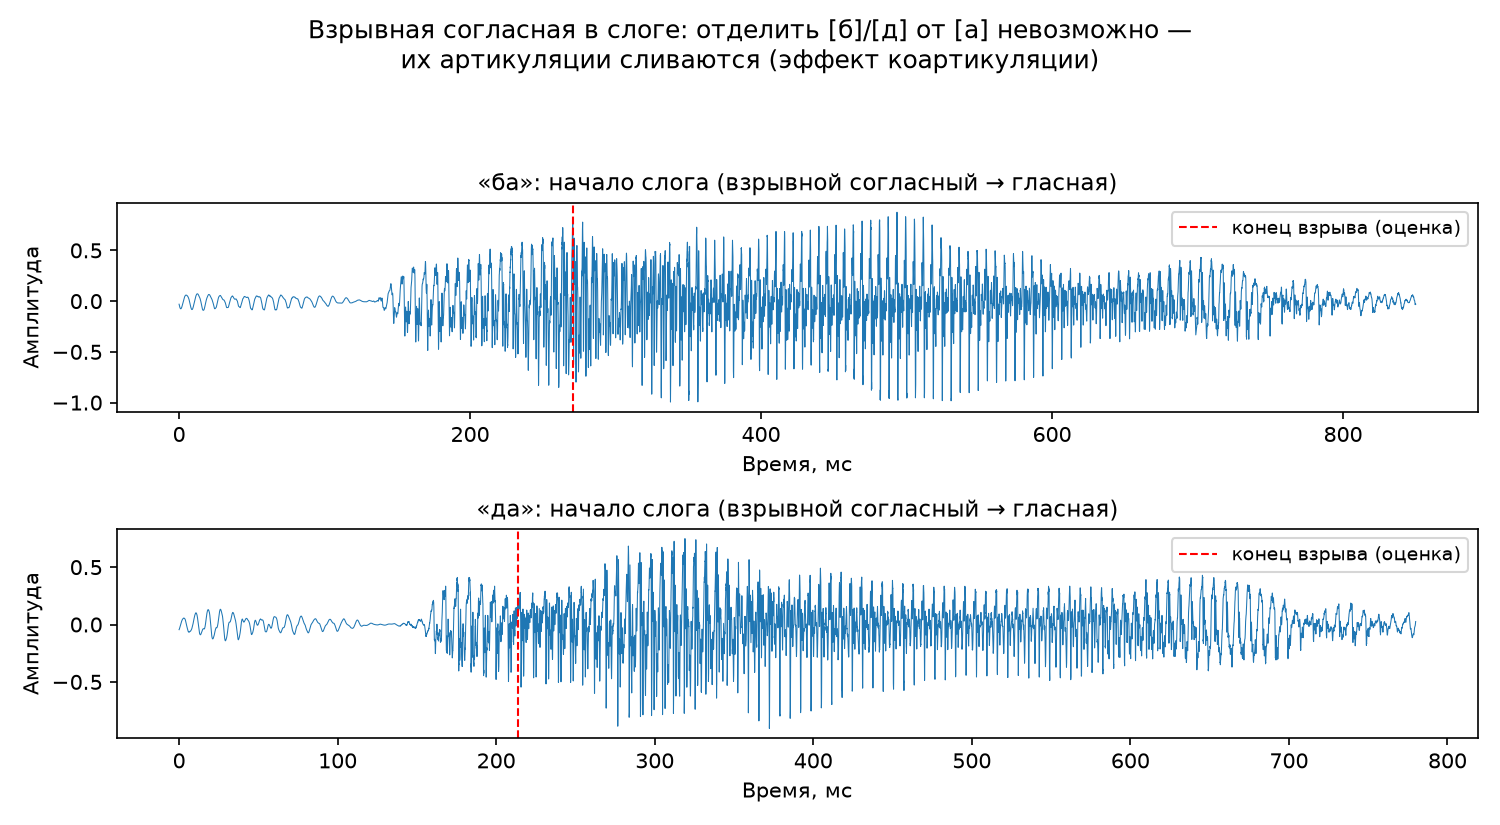 Взрывная согласная в слоге: отделить [б]/[д] от [а] невозможно —
их артикуляции сливаются (эффект коартикуляции)
«ба»: начало слога (взрывной согласный → гласная)
конец взрыва (оценка)
Амплитуда
0.5
0.0
−0.5
−1.0
0 200 400 600 800
Время, мс
«да»: начало слога (взрывной согласный → гласная)
конец взрыва (оценка)
Амплитуда
0.5
0.0
−0.5
0 100 200 300 400 500 600 700 800
Время, мс